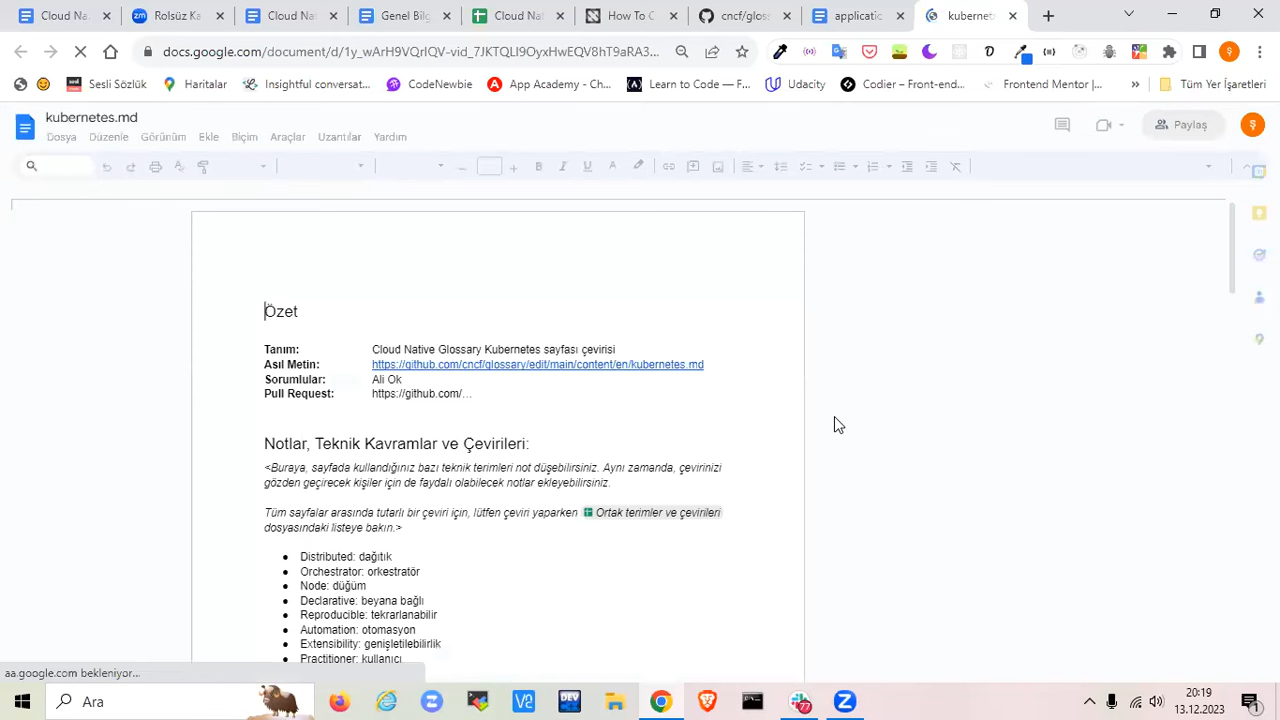 Cloud Nat
Rolsüz Ka
Cloud Nat
Genel Bilg
Cloud Nat
How To C
cncf/glos
applicatio
kubernet
docs.google.com/document/d/1y_wArH9VQrIQV-vid_7JKTQLI9OyxHwEQV8hT9aRA3...
Sesli Sözlük
Haritalar
Insightful conversat...
CodeNewbie
App Academy - Ch...
Learn to Code — F...
Udacity
Codier – Front-end...
Frontend Mentor |...
Tüm Yer İşaretleri
kubernetes.md
Dosya Düzenle Görünüm Ekle Biçim Araçlar Uzantılar Yardım
Paylaş
Özet
Tanım: Cloud Native Glossary Kubernetes sayfası çevirisi
Asıl Metin: https://github.com/cncf/glossary/edit/main/content/en/kubernetes.md
Sorumlular: Ali Ok
Pull Request: https://github.com/...
Notlar, Teknik Kavramlar ve Çevirileri:
<Buraya, sayfada kullandığınız bazı teknik terimleri not düşebilirsiniz. Aynı zamanda, çevirinizi
gözden geçirecek kişiler için de faydalı olabilecek notlar ekleyebilirsiniz.
Tüm sayfalar arasında tutarlı bir çeviri için, lütfen çeviri yaparken Ortak terimler ve çevirileri
dosyasındaki listeye bakın.>
● Distributed: dağıtık
● Orchestrator: orkestratör
● Node: düğüm
● Declarative: beyana bağlı
● Reproducible: tekrarlanabilir
● Automation: otomasyon
● Extensibility: genişletilebilirlik
● Practitioner: kullanıcı
aa.google.com bekleniyor...
Ara
77
20:19
13.12.2023